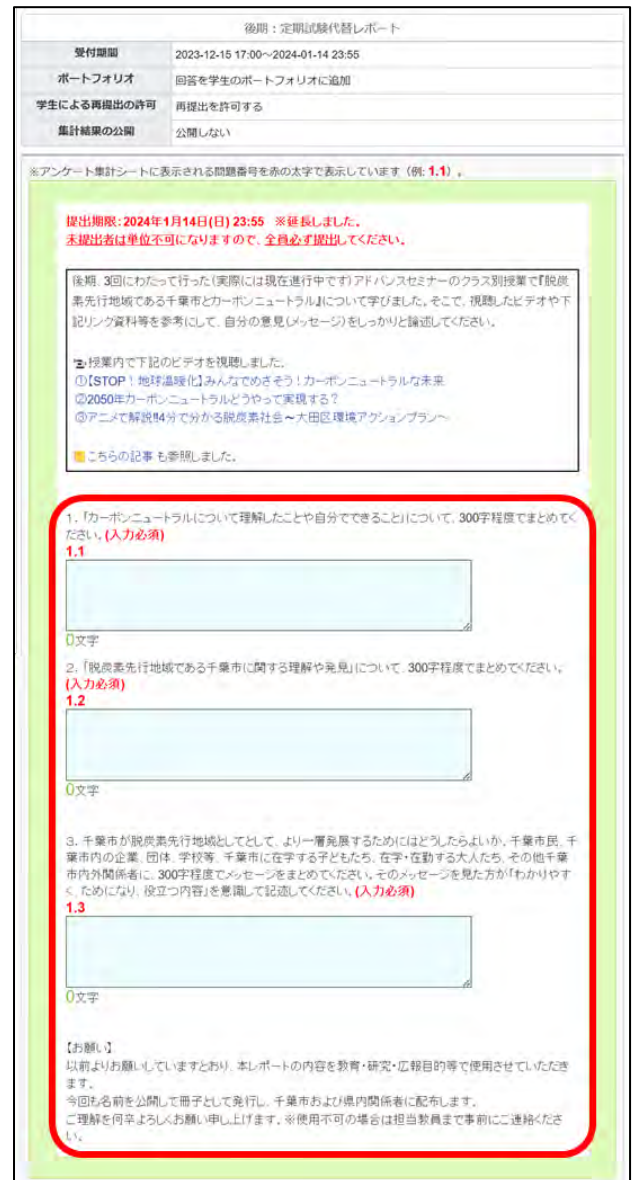 後期：定期試験代替レポート
受付期間 2023-12-15 17:00～2024-01-14 23:55
ポートフォリオ 回答を学生のポートフォリオに追加
学生による再提出の許可 再提出を許可する
集計結果の公開 公開しない
※アンケート集計シートに表示される問題番号を赤の太字で表示しています（例: 1.1）。
提出期限：2024年1月14日(日) 23:55 ※延長しました。
未提出者は単位不可になりますので、全員必ず提出してください。
後期、3回にわたって行った(実際には現在進行中です)アドバンスセミナーのクラス別授業で『脱炭
素先行地域である千葉市とカーボンニュートラル』について学びました。そこで、視聴したビデオや下
記リンク資料等を参考にして、自分の意見(メッセージ)をしっかりと論述してください。
授業内で下記のビデオを視聴しました。
①【STOP！地球温暖化】みんなでめざそう！カーボンニュートラルな未来
②2050年カーボンニュートラルどうやって実現する？
③アニメで解説!!4分で分かる脱炭素社会～大田区環境アクションプラン～
こちらの記事 も参照しました。
1.「カーボンニュートラルについて理解したことや自分でできること」について、300字程度でまとめてく
ださい。(入力必須)
1.1
0文字
2.「脱炭素先行地域である千葉市に関する理解や発見」について、300字程度でまとめてください。
(入力必須)
1.2
0文字
3. 千葉市が脱炭素先行地域としてとして、より一層発展するためにはどうしたらよいか、千葉市民、千
葉市内の企業、団体、学校等、千葉市に在学する子どもたち、在学・在勤する大人たち、その他千葉
市内外関係者に、300字程度でメッセージをまとめてください。そのメッセージを見た方が「わかりやす
く、ためになり、役立つ内容」を意識して記述してください。(入力必須)
1.3
0文字
【お願い】
以前よりお願いしていますとおり、本レポートの内容を教育・研究・広報目的等で使用させていただき
ます。
今回も名前を公開して冊子として発行し、千葉市および県内関係者に配布します。
ご理解を何卒よろしくお願い申し上げます。※使用不可の場合は担当教員まで事前にご連絡くださ
い。